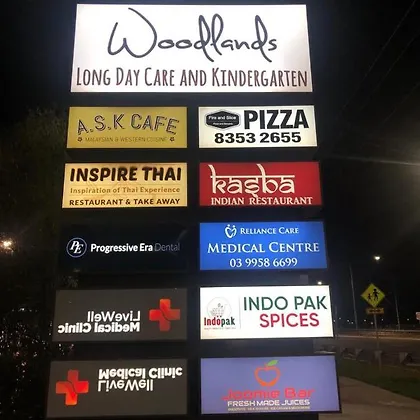 Woodlands
LONG DAY CARE AND KINDERGARTEN
A.S.K CAFE
MALAYSIAN & WESTERN CUISINE
Fire and Slice
PIZZA
8353 2655
INSPIRE THAI
Inspiration of Thai Experience
RESTAURANT & TAKE AWAY
kasba
INDIAN RESTAURANT
PE Progressive Era Dental
RELIANCE CARE
MEDICAL CENTRE
03 9958 6699
LiveWell
Medical Clinic
Indopak
INDO PAK
SPICES
Medical Clinic
LiveWell
FRESH MADE JUICES